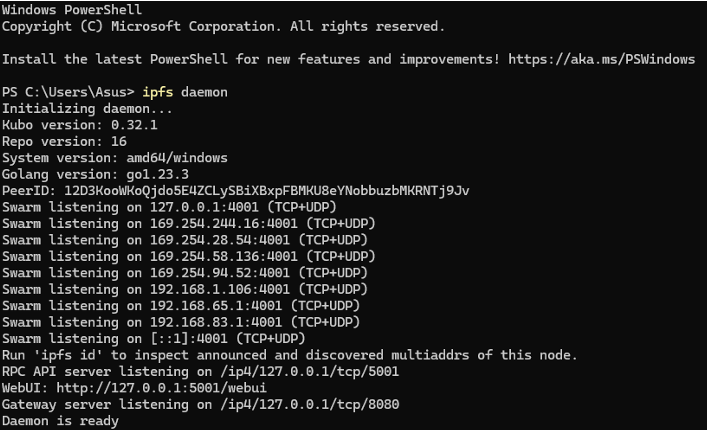 Windows PowerShell
Copyright (C) Microsoft Corporation. All rights reserved.
Install the latest PowerShell for new features and improvements! https://aka.ms/PSWindows
PS C:\Users\Asus> ipfs daemon
Initializing daemon...
Kubo version: 0.32.1
Repo version: 16
System version: amd64/windows
Golang version: go1.23.3
PeerID: 12D3KooWKoQjdo5E4ZCLySBiXBxpFBMKU8eYNobbuzbMKRNTj9Jv
Swarm listening on 127.0.0.1:4001 (TCP+UDP)
Swarm listening on 169.254.244.16:4001 (TCP+UDP)
Swarm listening on 169.254.28.54:4001 (TCP+UDP)
Swarm listening on 169.254.58.136:4001 (TCP+UDP)
Swarm listening on 169.254.94.52:4001 (TCP+UDP)
Swarm listening on 192.168.1.106:4001 (TCP+UDP)
Swarm listening on 192.168.65.1:4001 (TCP+UDP)
Swarm listening on 192.168.83.1:4001 (TCP+UDP)
Swarm listening on [::1]:4001 (TCP+UDP)
Run 'ipfs id' to inspect announced and discovered multiaddrs of this node.
RPC API server listening on /ip4/127.0.0.1/tcp/5001
WebUI: http://127.0.0.1:5001/webui
Gateway server listening on /ip4/127.0.0.1/tcp/8080
Daemon is ready